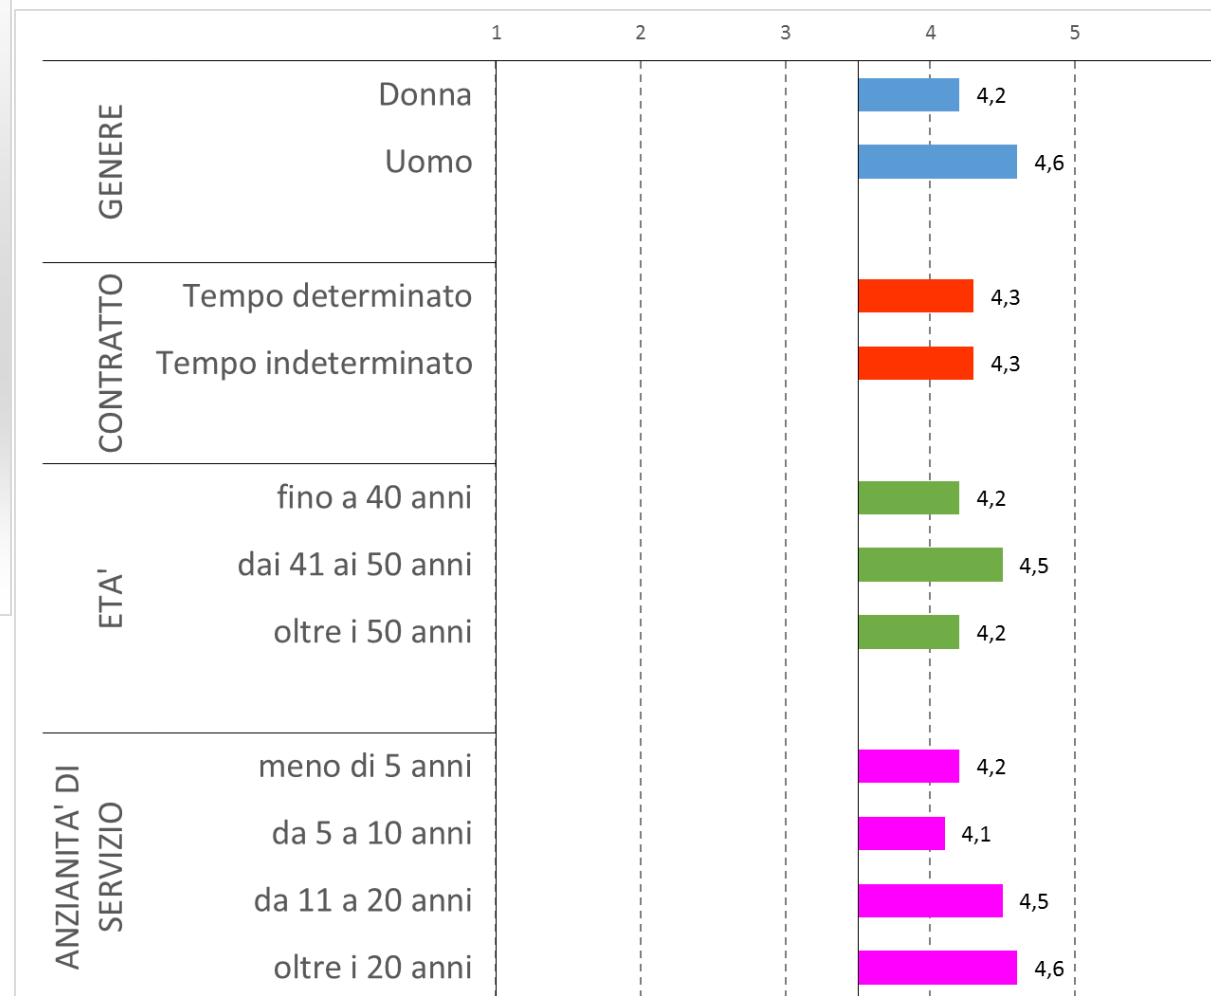 1 2 3 4 5
GENERE
Donna 4,2
Uomo 4,6
CONTRATTO
Tempo determinato 4,3
Tempo indeterminato 4,3
ETA'
fino a 40 anni 4,2
dai 41 ai 50 anni 4,5
oltre i 50 anni 4,2
ANZIANITA' DI
SERVIZIO
meno di 5 anni 4,2
da 5 a 10 anni 4,1
da 11 a 20 anni 4,5
oltre i 20 anni 4,6